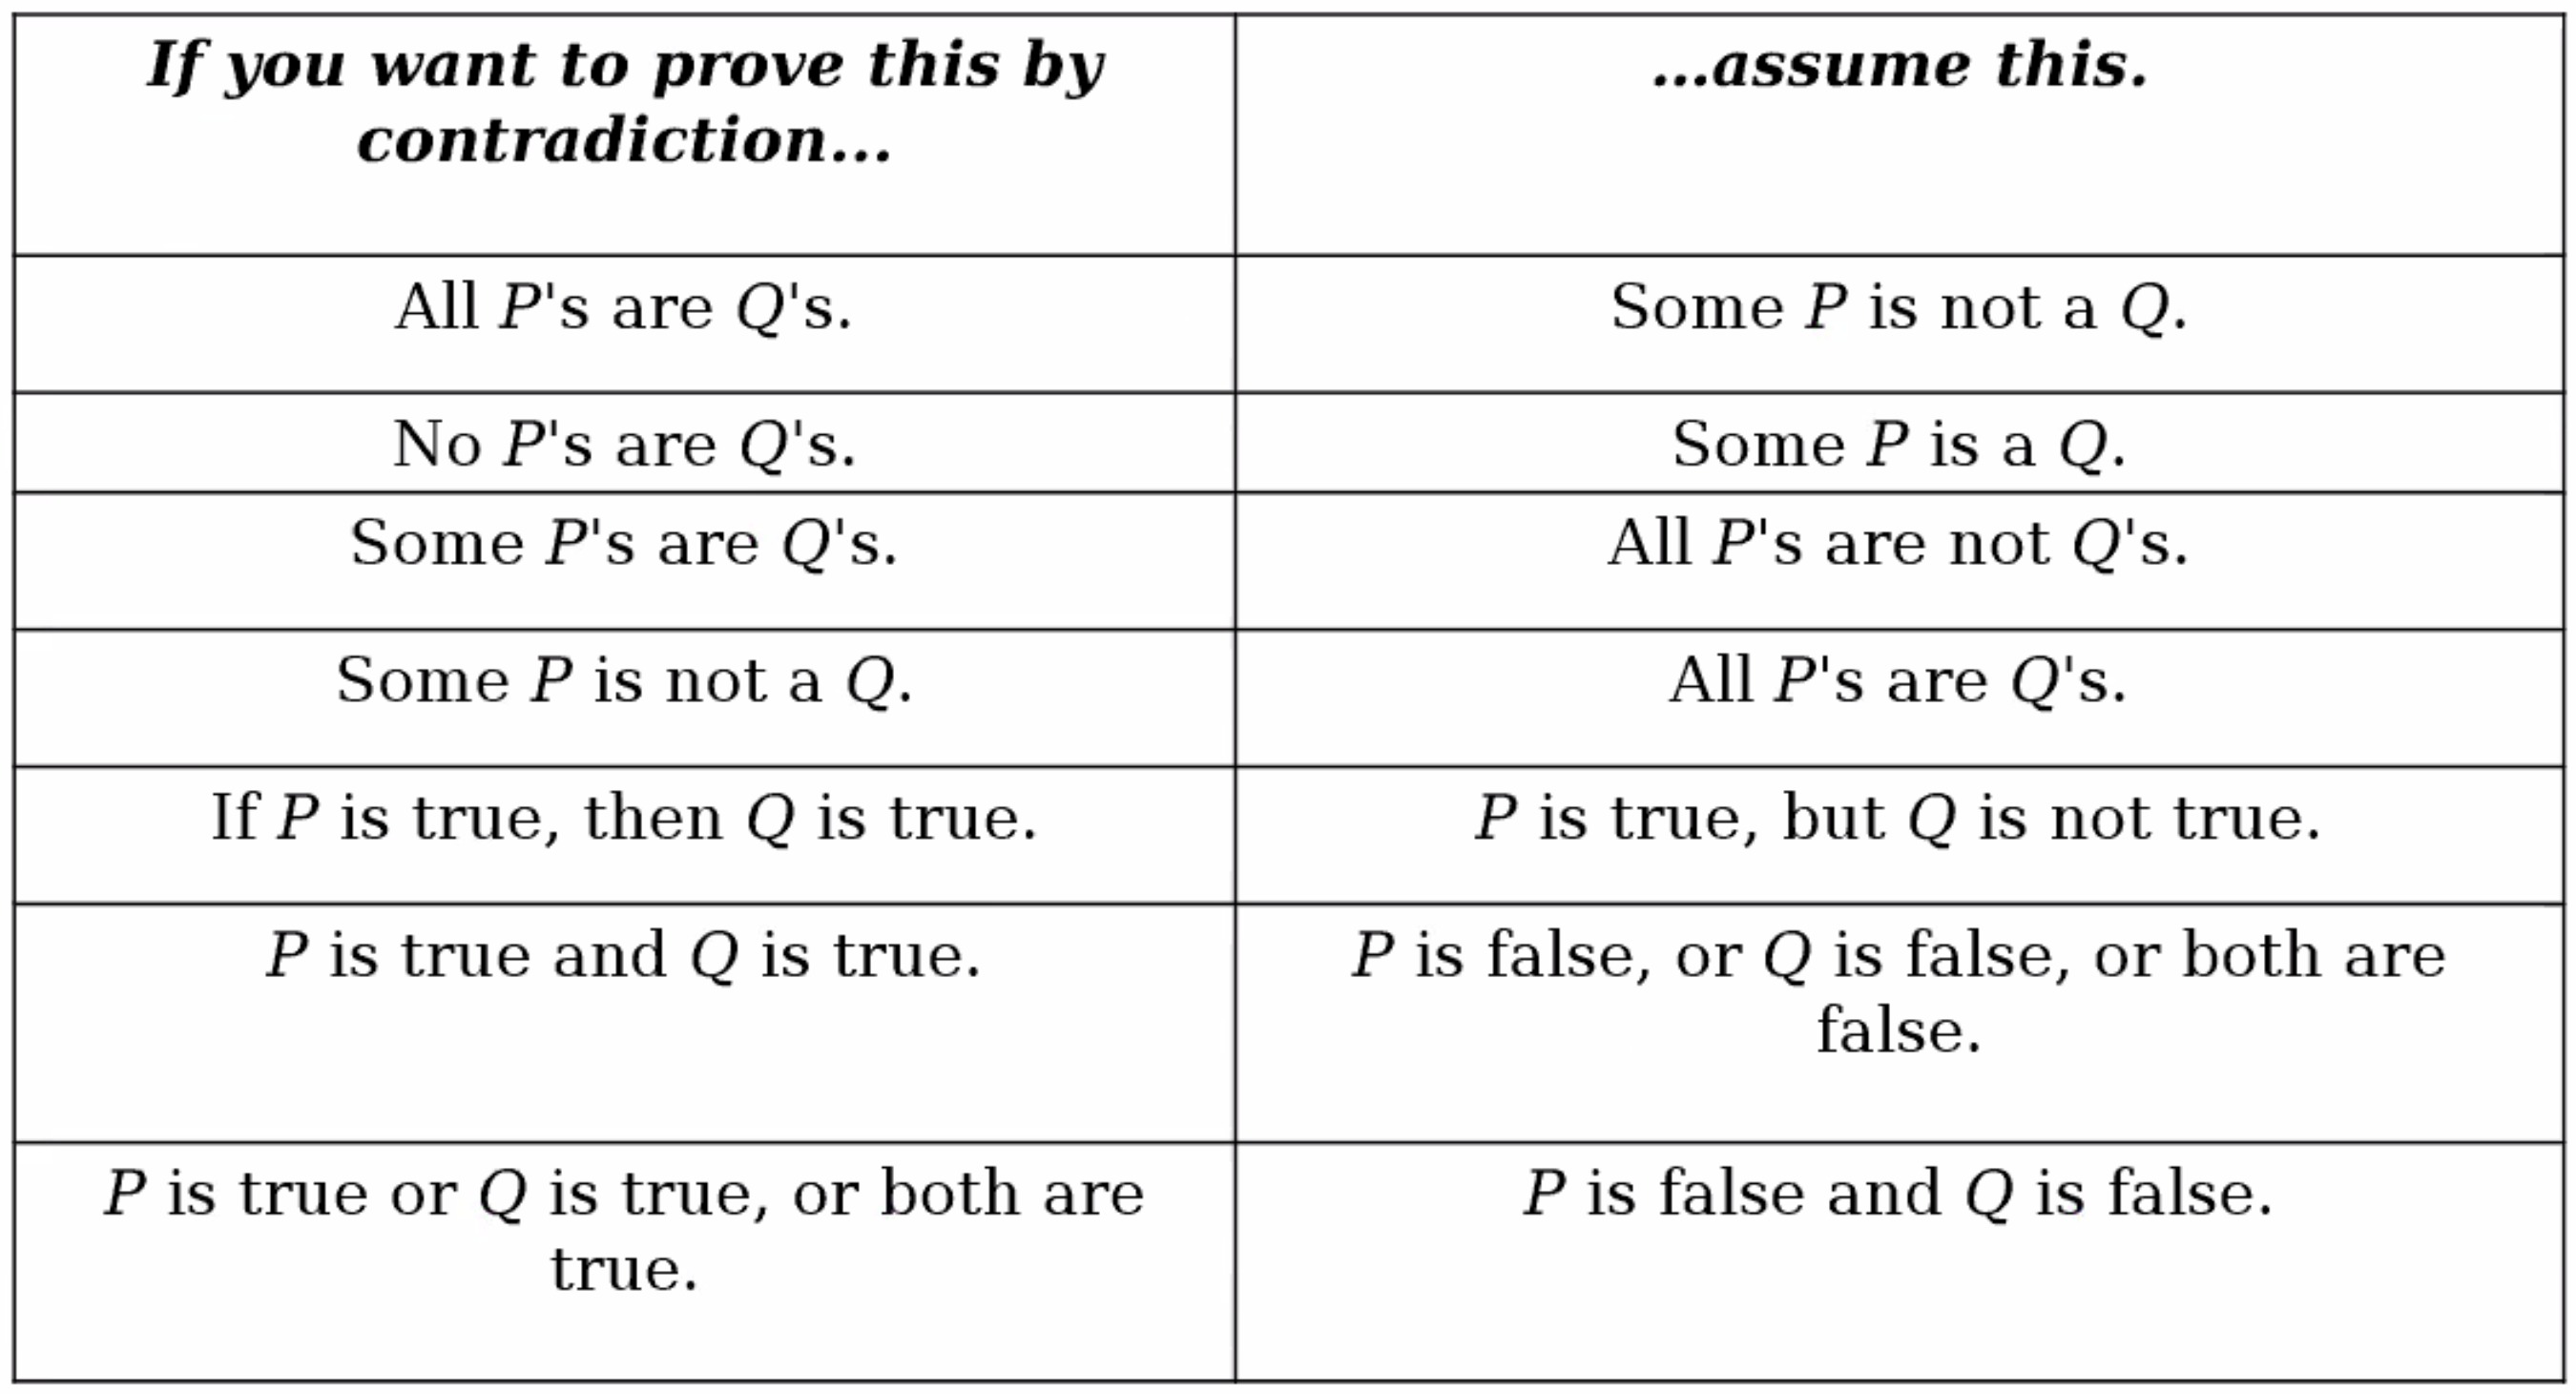 If you want to prove this by
contradiction...
...assume this.
All P's are Q's.
Some P is not a Q.
No P's are Q's.
Some P is a Q.
Some P's are Q's.
All P's are not Q's.
Some P is not a Q.
All P's are Q's.
If P is true, then Q is true.
P is true, but Q is not true.
P is true and Q is true.
P is false, or Q is false, or both are
false.
P is true or Q is true, or both are
true.
P is false and Q is false.